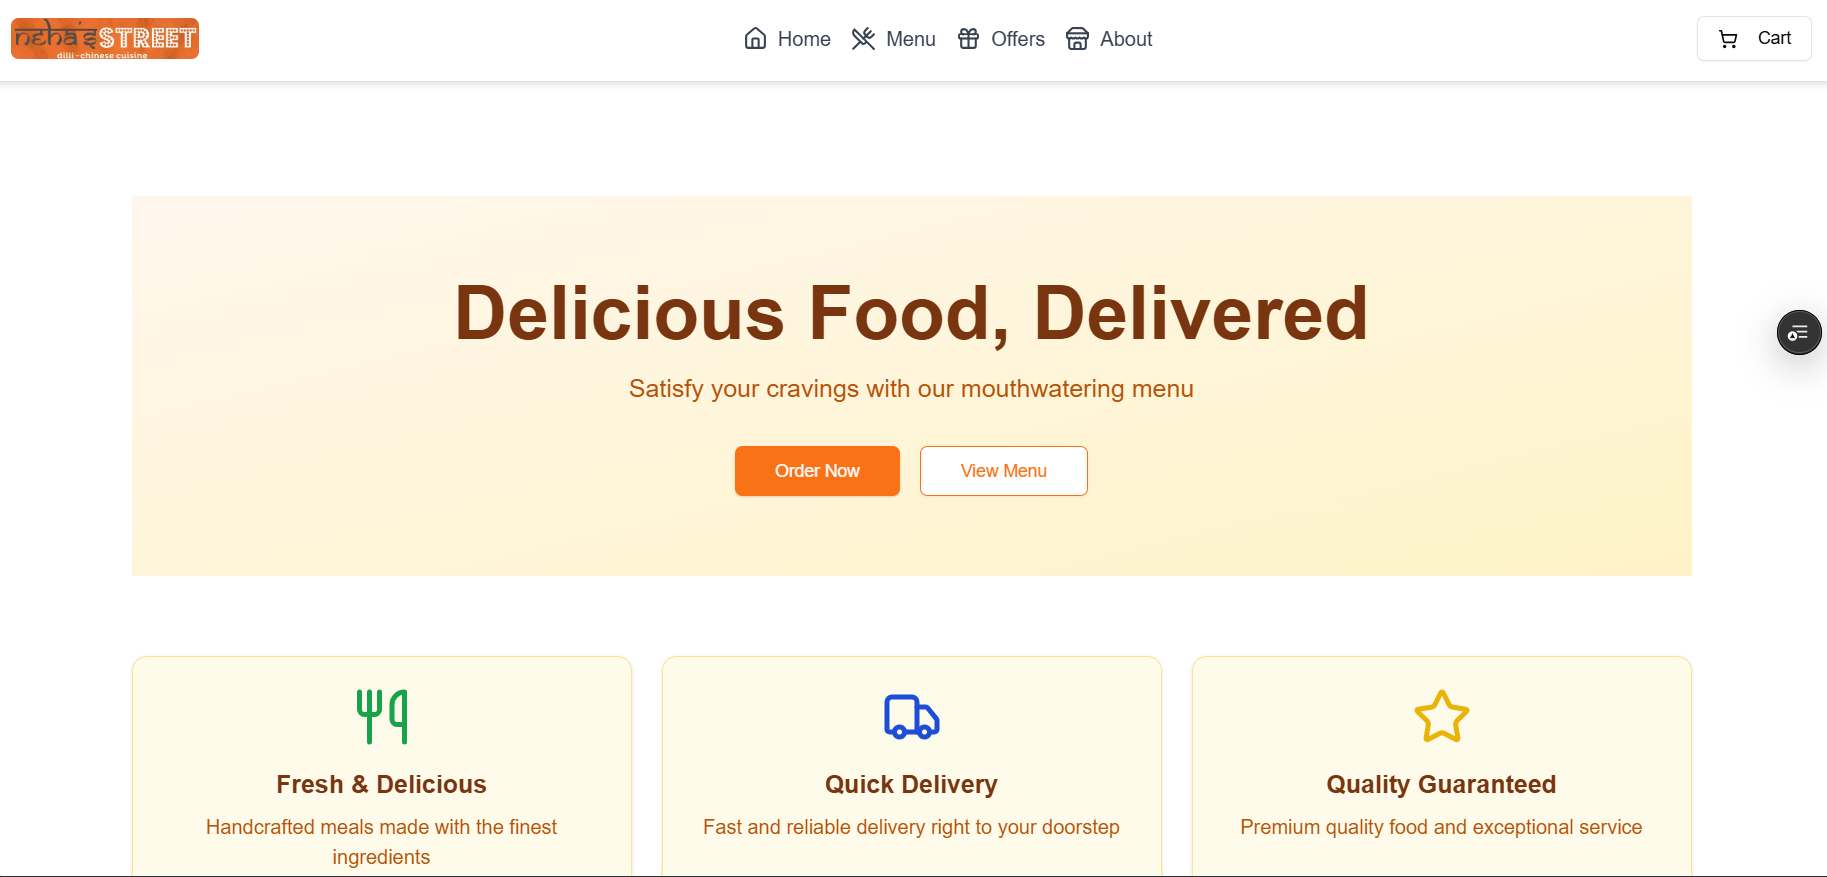 neha's STREET
dilli-chinese cuisine
Home Menu Offers About
Cart
Delicious Food, Delivered
Satisfy your cravings with our mouthwatering menu
Order Now View Menu
Fresh & Delicious
Handcrafted meals made with the finest
ingredients
Quick Delivery
Fast and reliable delivery right to your doorstep
Quality Guaranteed
Premium quality food and exceptional service